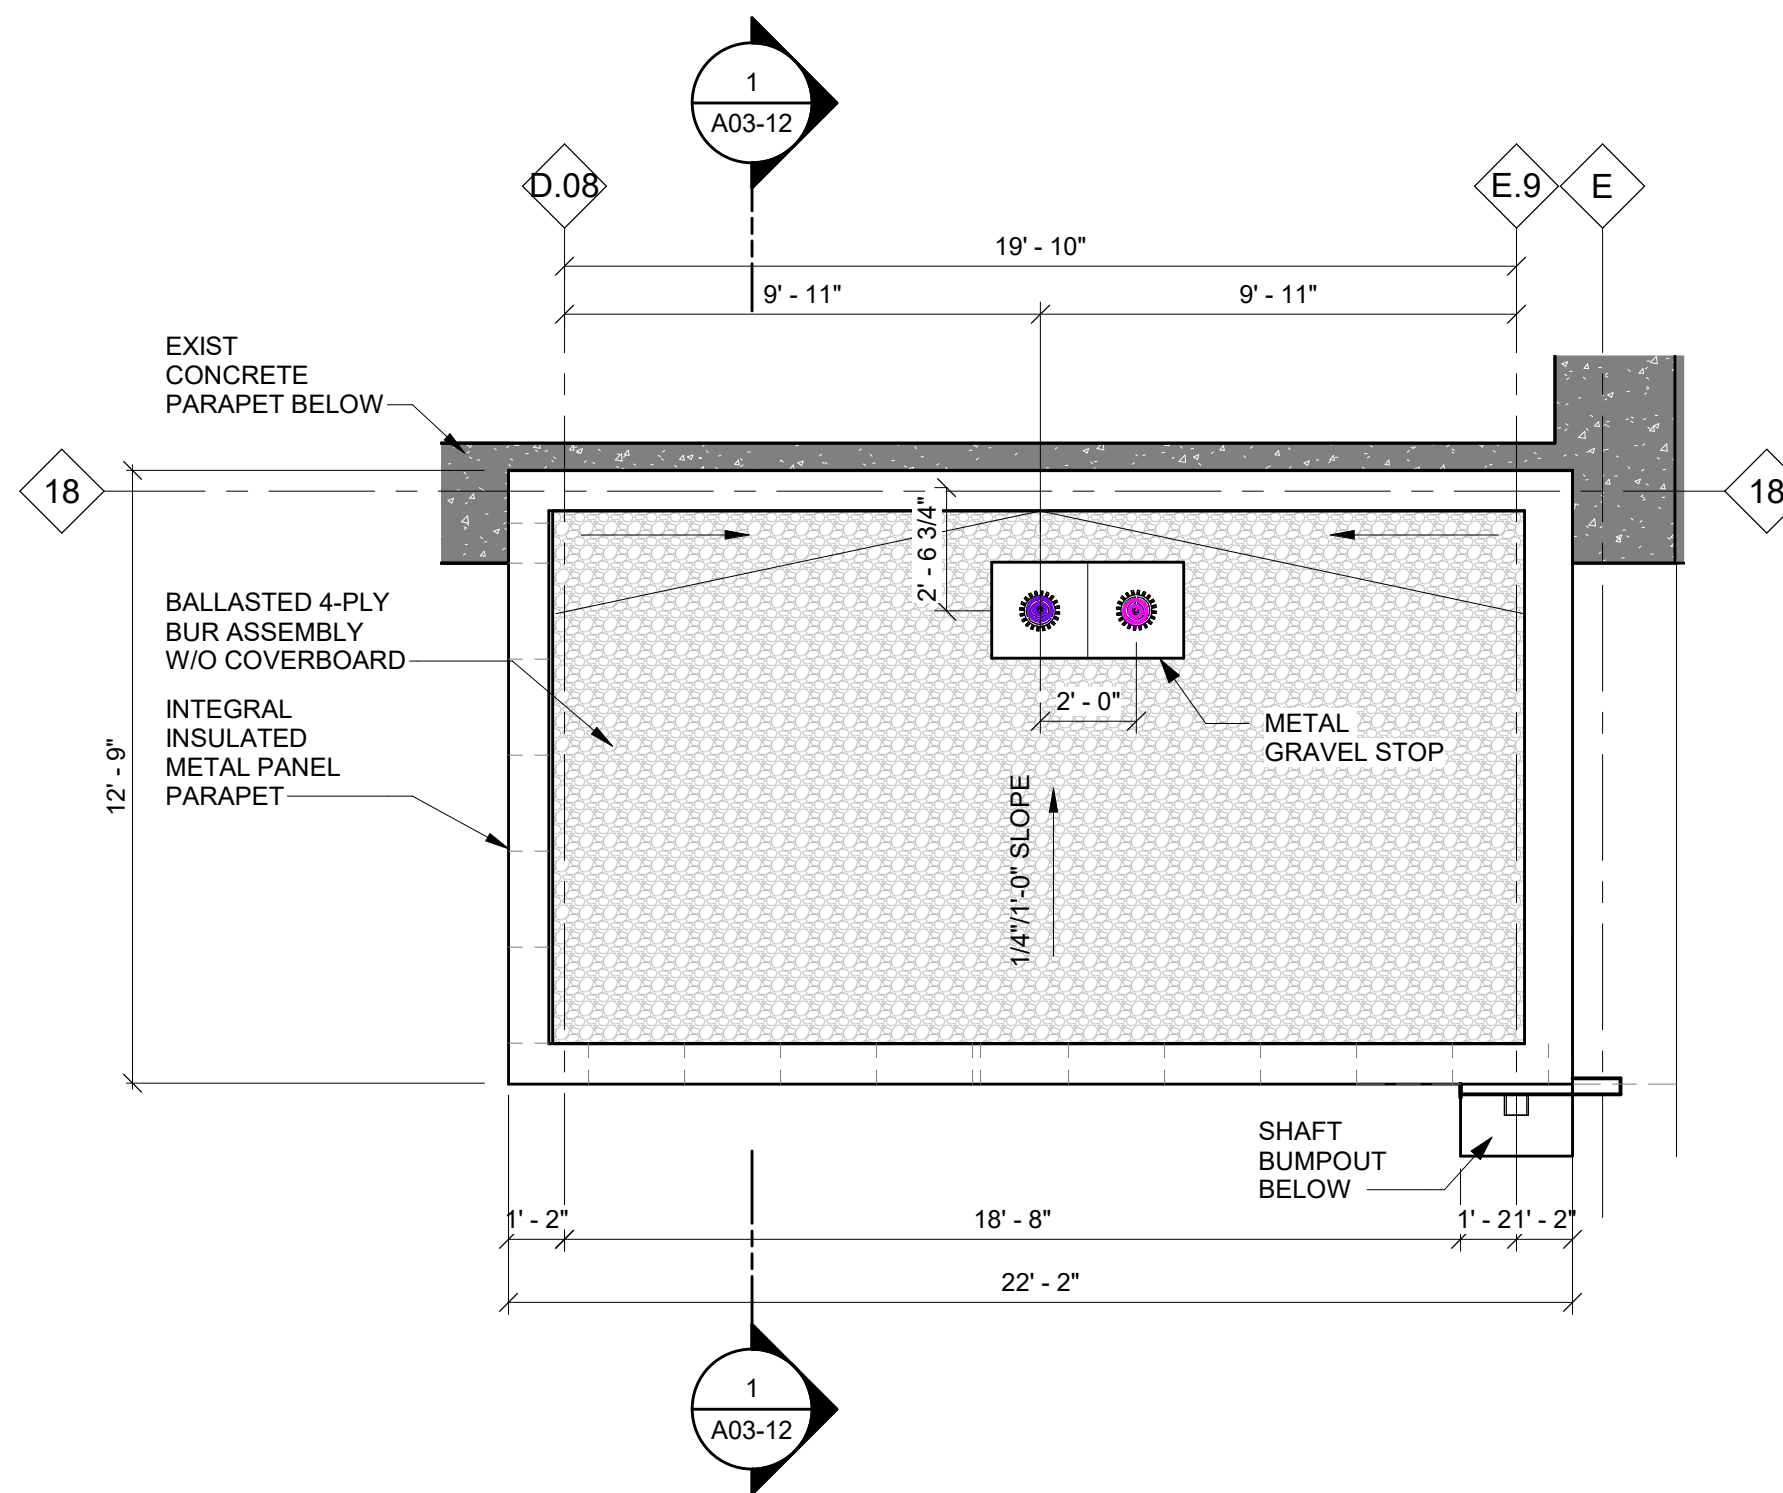 1
A03-12
D.08
E.9
E
19' - 10"
9' - 11"
9' - 11"
EXIST
CONCRETE
PARAPET BELOW
18
18
2' - 6 3/4"
BALLASTED 4-PLY
BUR ASSEMBLY
W/O COVERBOARD
INTEGRAL
INSULATED
METAL PANEL
PARAPET
12' - 9"
2' - 0"
METAL
GRAVEL STOP
1/4"/1'-0" SLOPE
SHAFT
BUMPOUT
BELOW
1' - 2"
18' - 8"
1' - 2
1' - 2"
22' - 2"
1
A03-12